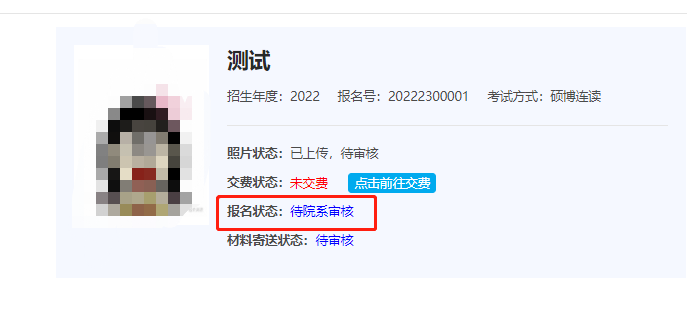 测试
招生年度：2022 报名号：20222300001 考试方式：硕博连读
照片状态：已上传，待审核
交费状态：未交费 点击前往交费
报名状态：待院系审核
材料寄送状态：待审核